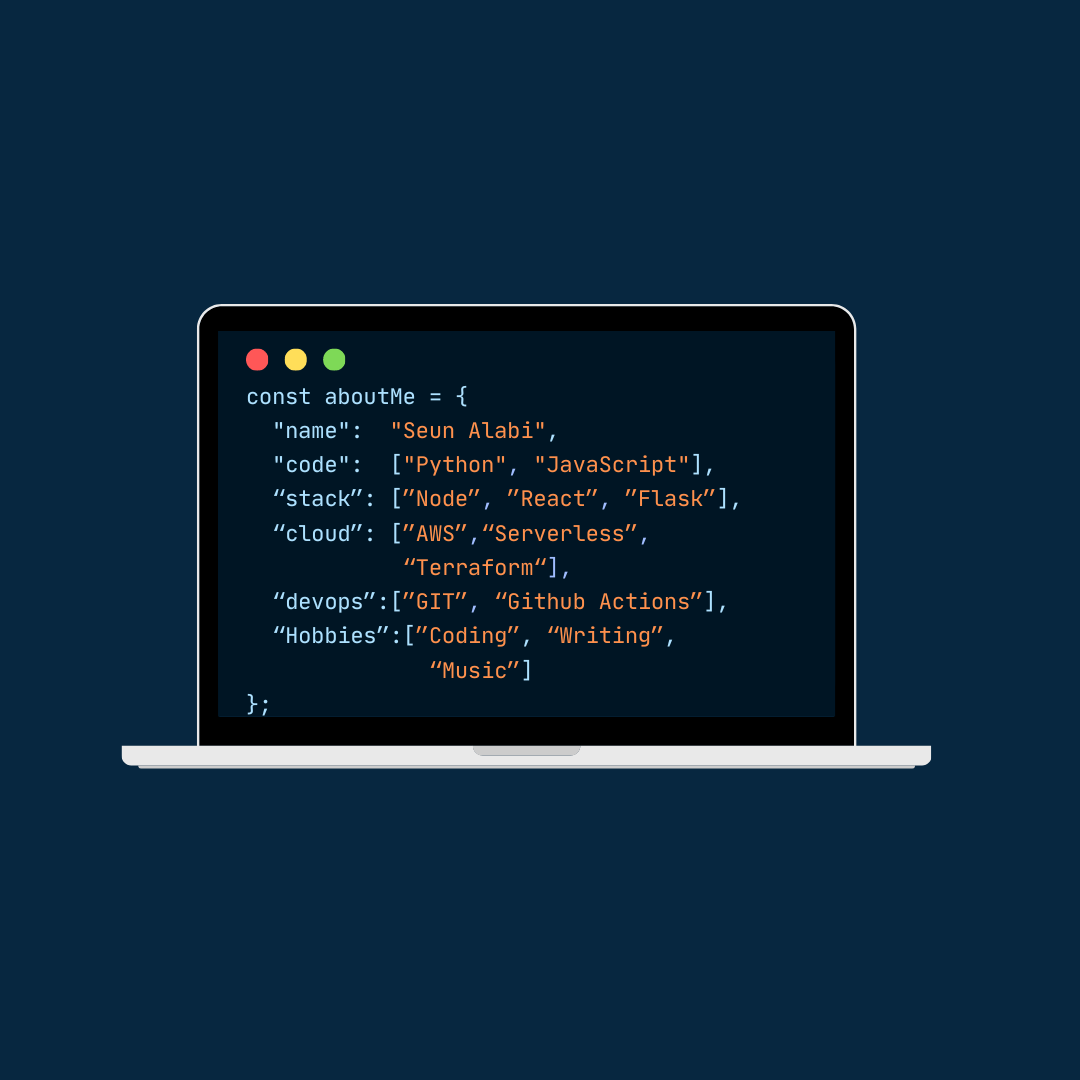 const aboutMe = {
  "name":  "Seun Alabi",
  "code":  ["Python", "JavaScript"],
  “stack”: [”Node”, ”React”, ”Flask”],
  “cloud”: [”AWS”,“Serverless”,
            “Terraform“],
  “devops”:[”GIT”, “Github Actions”],
  “Hobbies”:[”Coding”, “Writing”,
              “Music”]
};